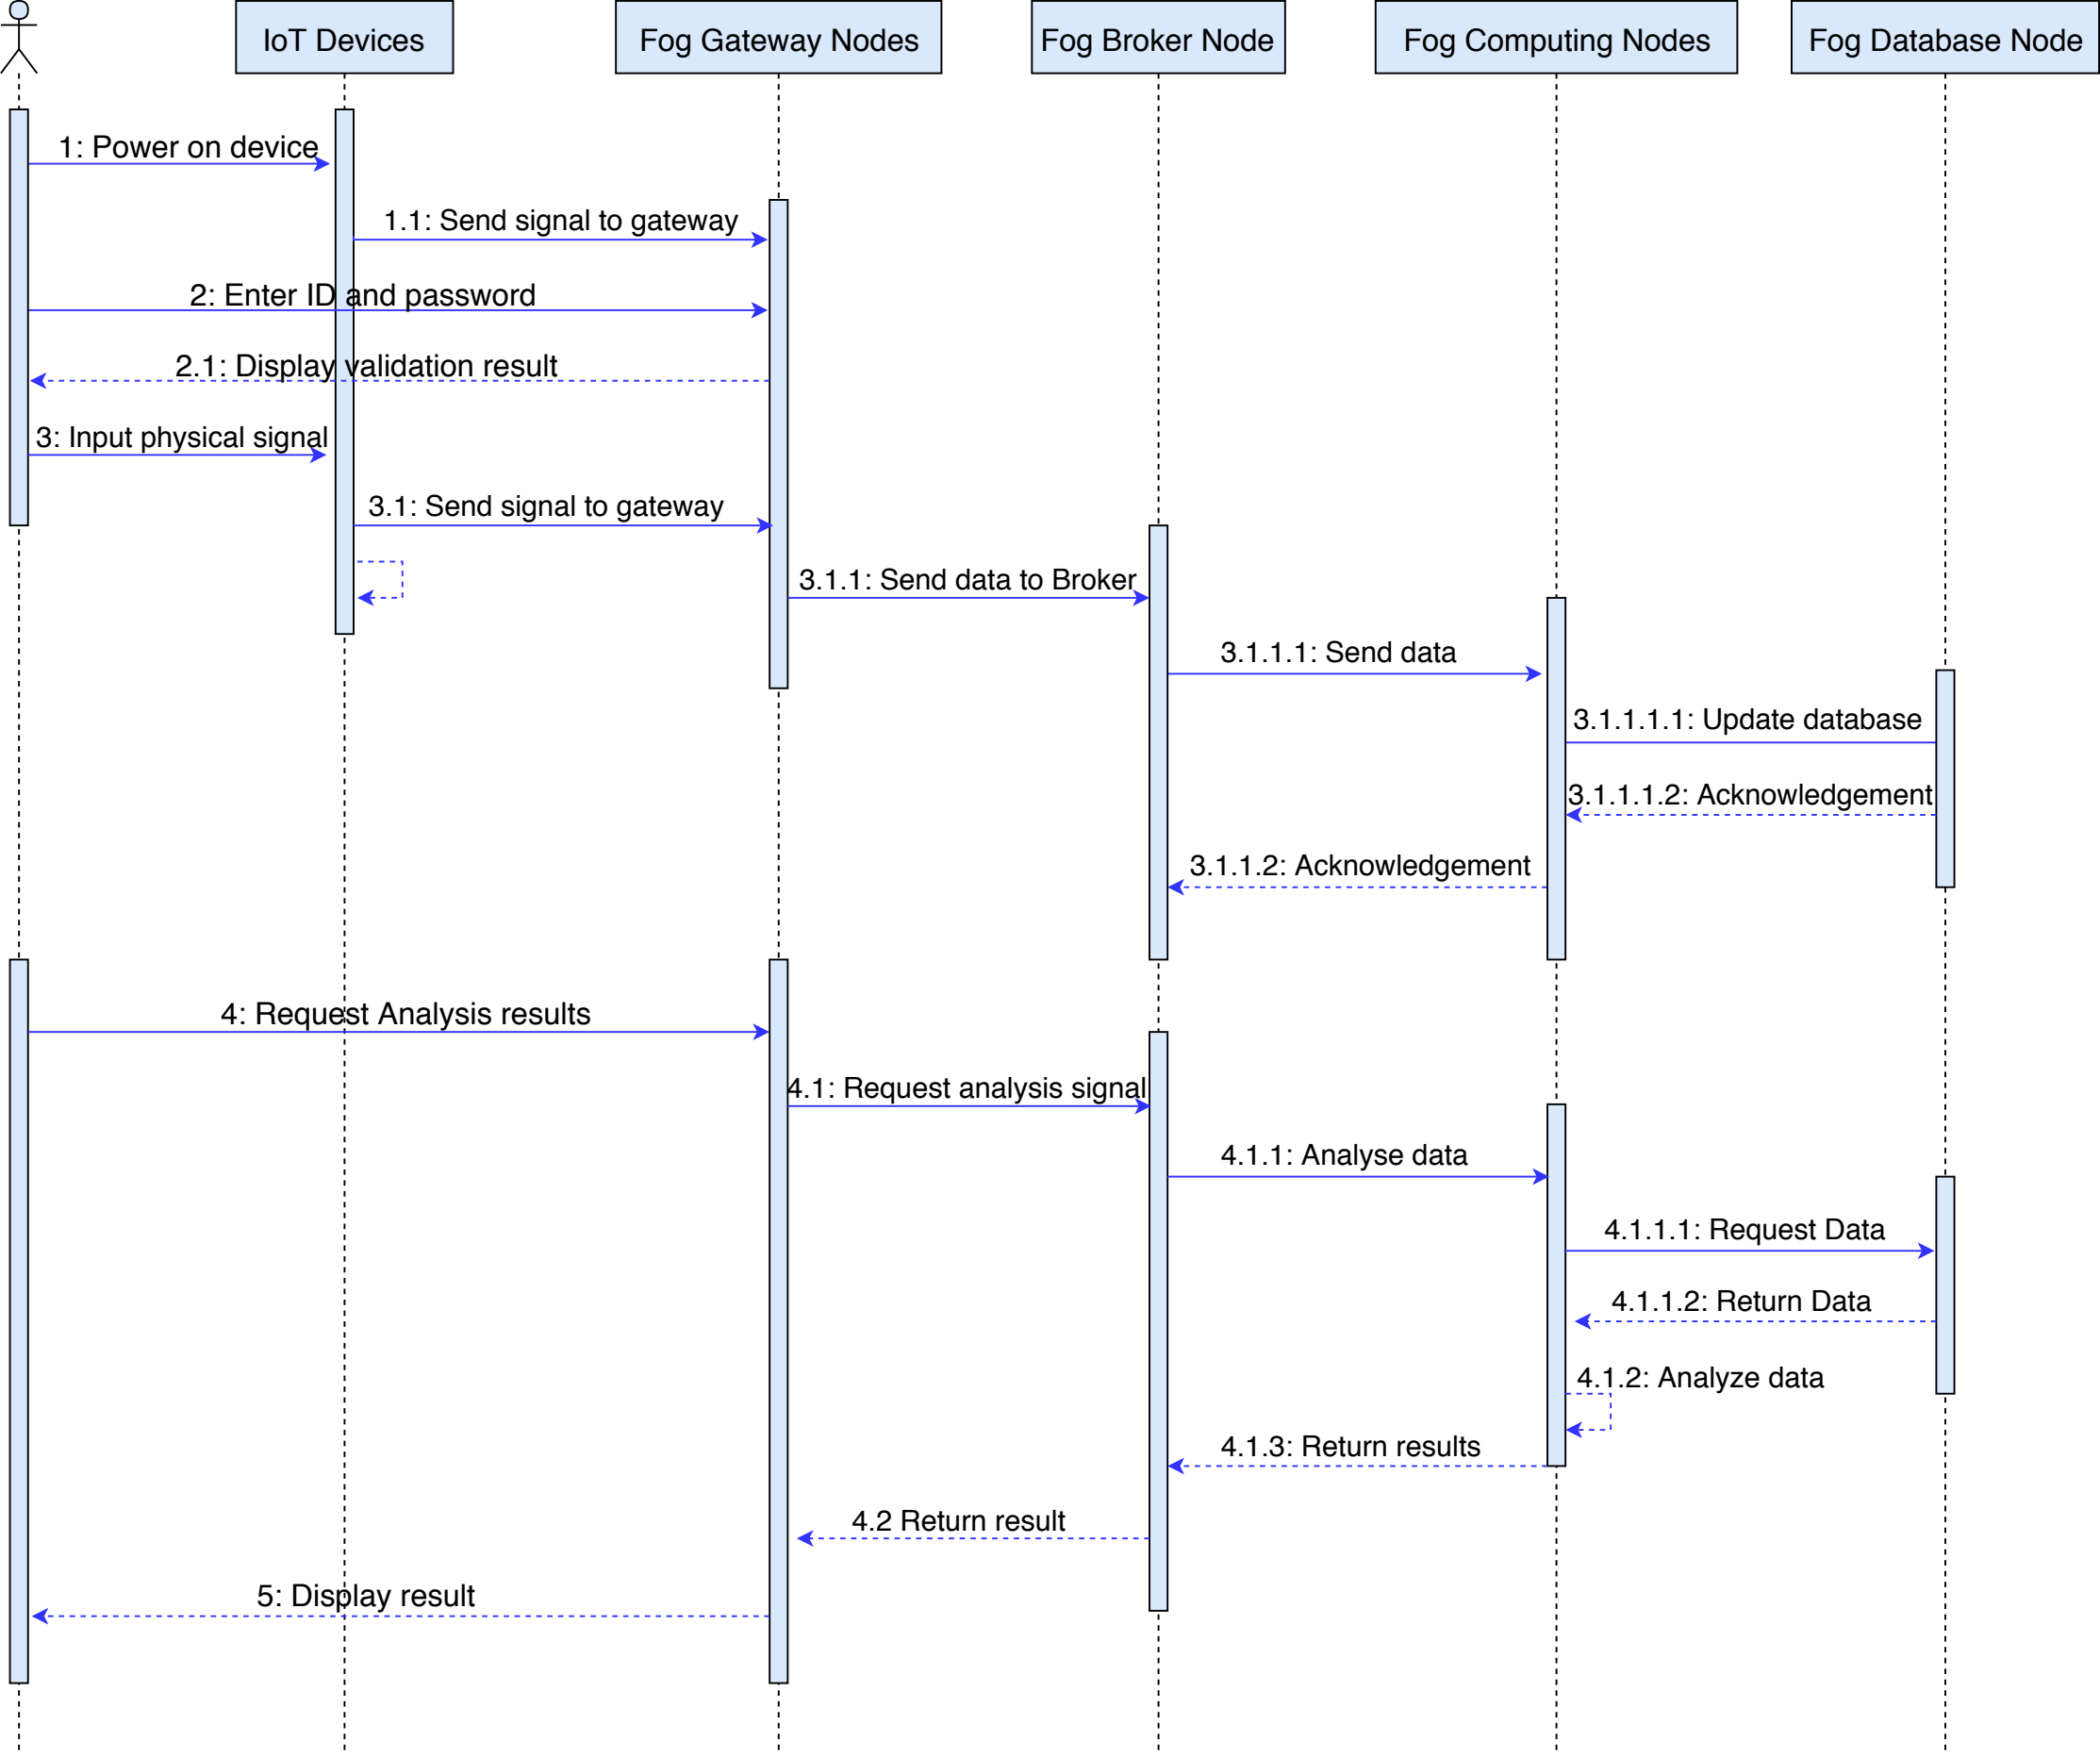 IoT Devices
Fog Gateway Nodes
Fog Broker Node
Fog Computing Nodes
Fog Database Node
1: Power on device
1.1: Send signal to gateway
2: Enter ID and password
2.1: Display validation result
3: Input physical signal
3.1: Send signal to gateway
3.1.1: Send data to Broker
3.1.1.1: Send data
3.1.1.1.1: Update database
3.1.1.1.2: Acknowledgement
3.1.1.2: Acknowledgement
4: Request Analysis results
4.1: Request analysis signal
4.1.1: Analyse data
4.1.1.1: Request Data
4.1.1.2: Return Data
4.1.2: Analyze data
4.1.3: Return results
4.2 Return result
5: Display result